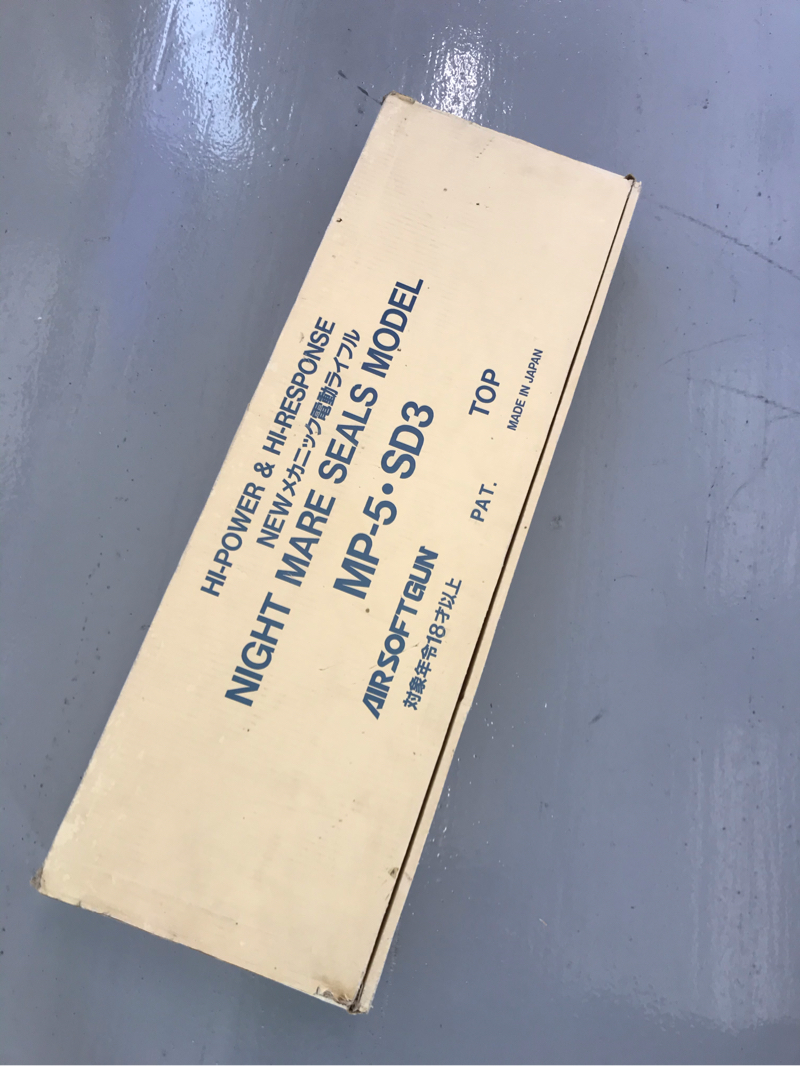 HI-POWER & HI-RESPONSE
NEWメカニック電動ライフル
NIGHT MARE SEALS MODEL
MP-5・SD3
AIRSOFTGUN
対象年令18才以上
PAT. TOP
MADE IN JAPAN